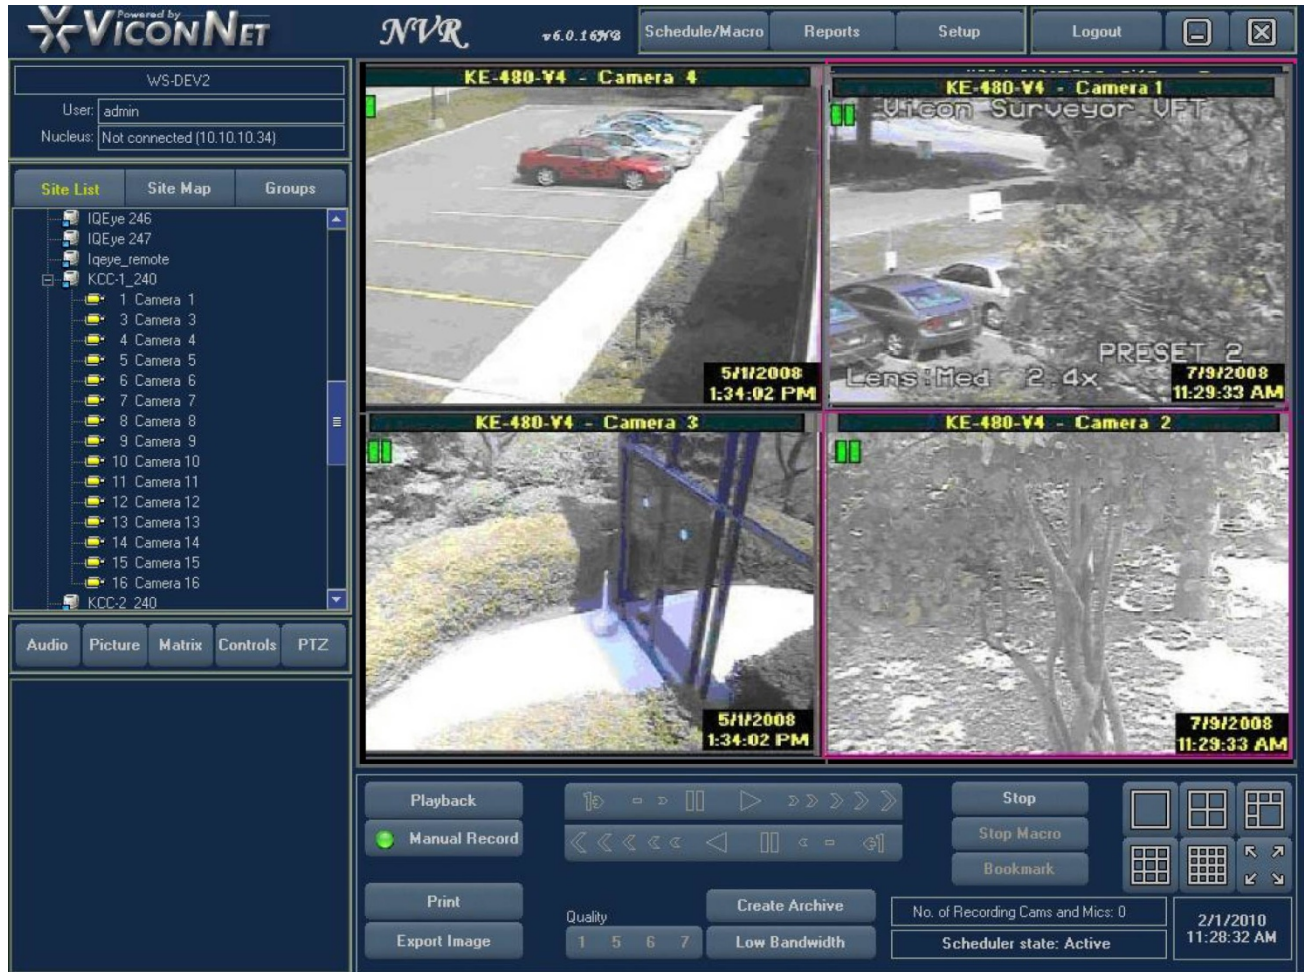 Powered by
VICONNET
NVR
v6.0.16NB
Schedule/Macro
Reports
Setup
Logout
WS-DEV2
User: admin
Nucleus: Not connected (10.10.10.34)
Site List
Site Map
Groups
IQEye 246
IQEye 247
Iqeye_remote
KCC-1_240
1 Camera 1
3 Camera 3
4 Camera 4
5 Camera 5
6 Camera 6
7 Camera 7
8 Camera 8
9 Camera 9
10 Camera 10
11 Camera 11
12 Camera 12
13 Camera 13
14 Camera 14
15 Camera 15
16 Camera 16
KCC-2 240
Audio
Picture
Matrix
Controls
PTZ
KE-480-V4 - Camera 4
5/1/2008
1:34:02 PM
KE-480-V4 - Camera 1
Vicon Surveyor VFT
PRESET 2
Lens:Med 2.4x
7/9/2008
11:29:33 AM
KE-480-V4 - Camera 3
5/1/2008
1:34:02 PM
KE-480-V4 - Camera 2
7/9/2008
11:29:33 AM
Playback
Manual Record
Stop
Stop Macro
Bookmark
Print
Export Image
Quality
1 5 6 7
Create Archive
Low Bandwidth
No. of Recording Cams and Mics: 0
Scheduler state: Active
2/1/2010
11:28:32 AM